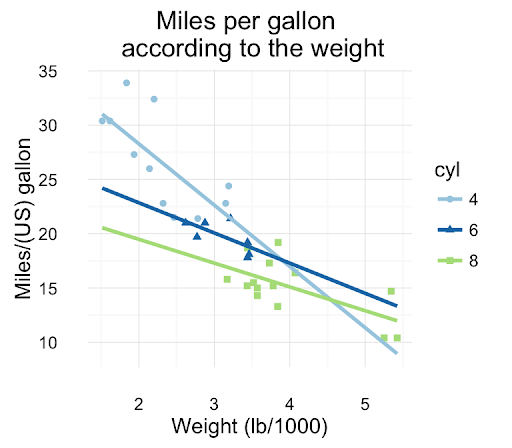 Miles per gallon
according to the weight
Miles/(US) gallon
35
30
25
20
15
10
2 3 4 5
Weight (lb/1000)
cyl
4
6
8